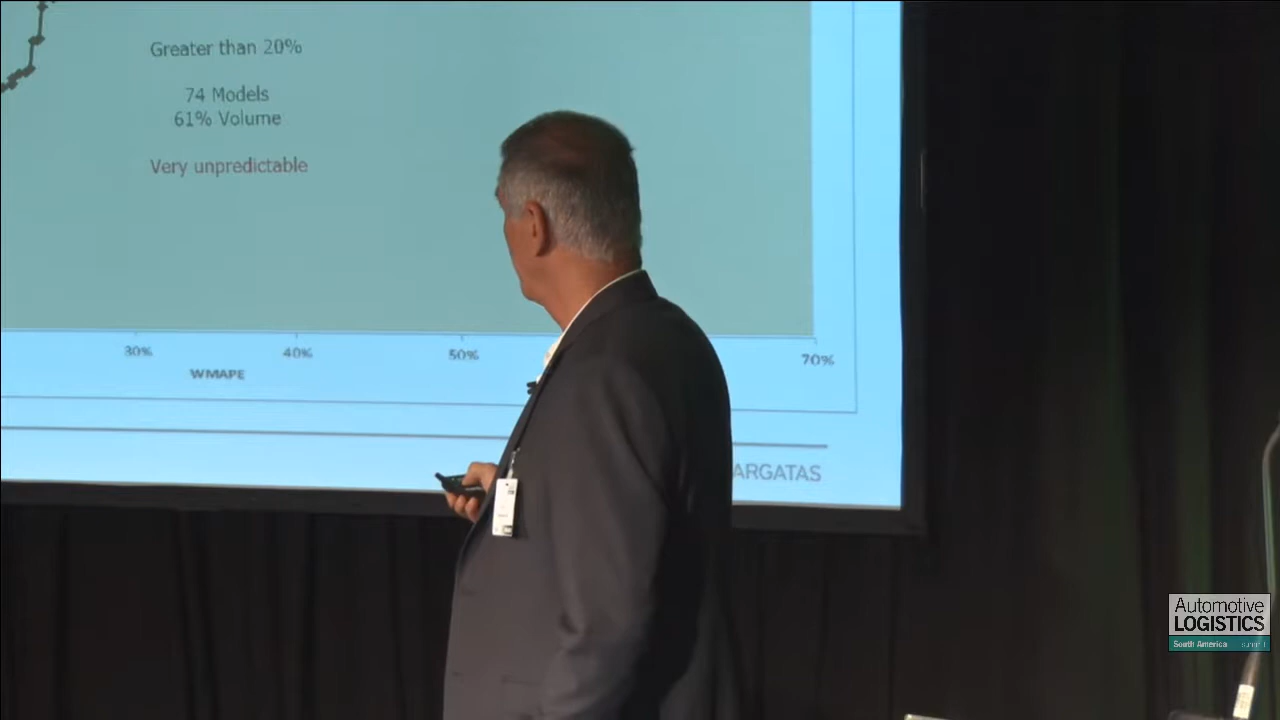 Greater than 20%
74 Models
61% Volume
Very unpredictable
30%
40%
50%
70%
WMAPE
ARGATAS
Automotive
LOGISTICS
South America